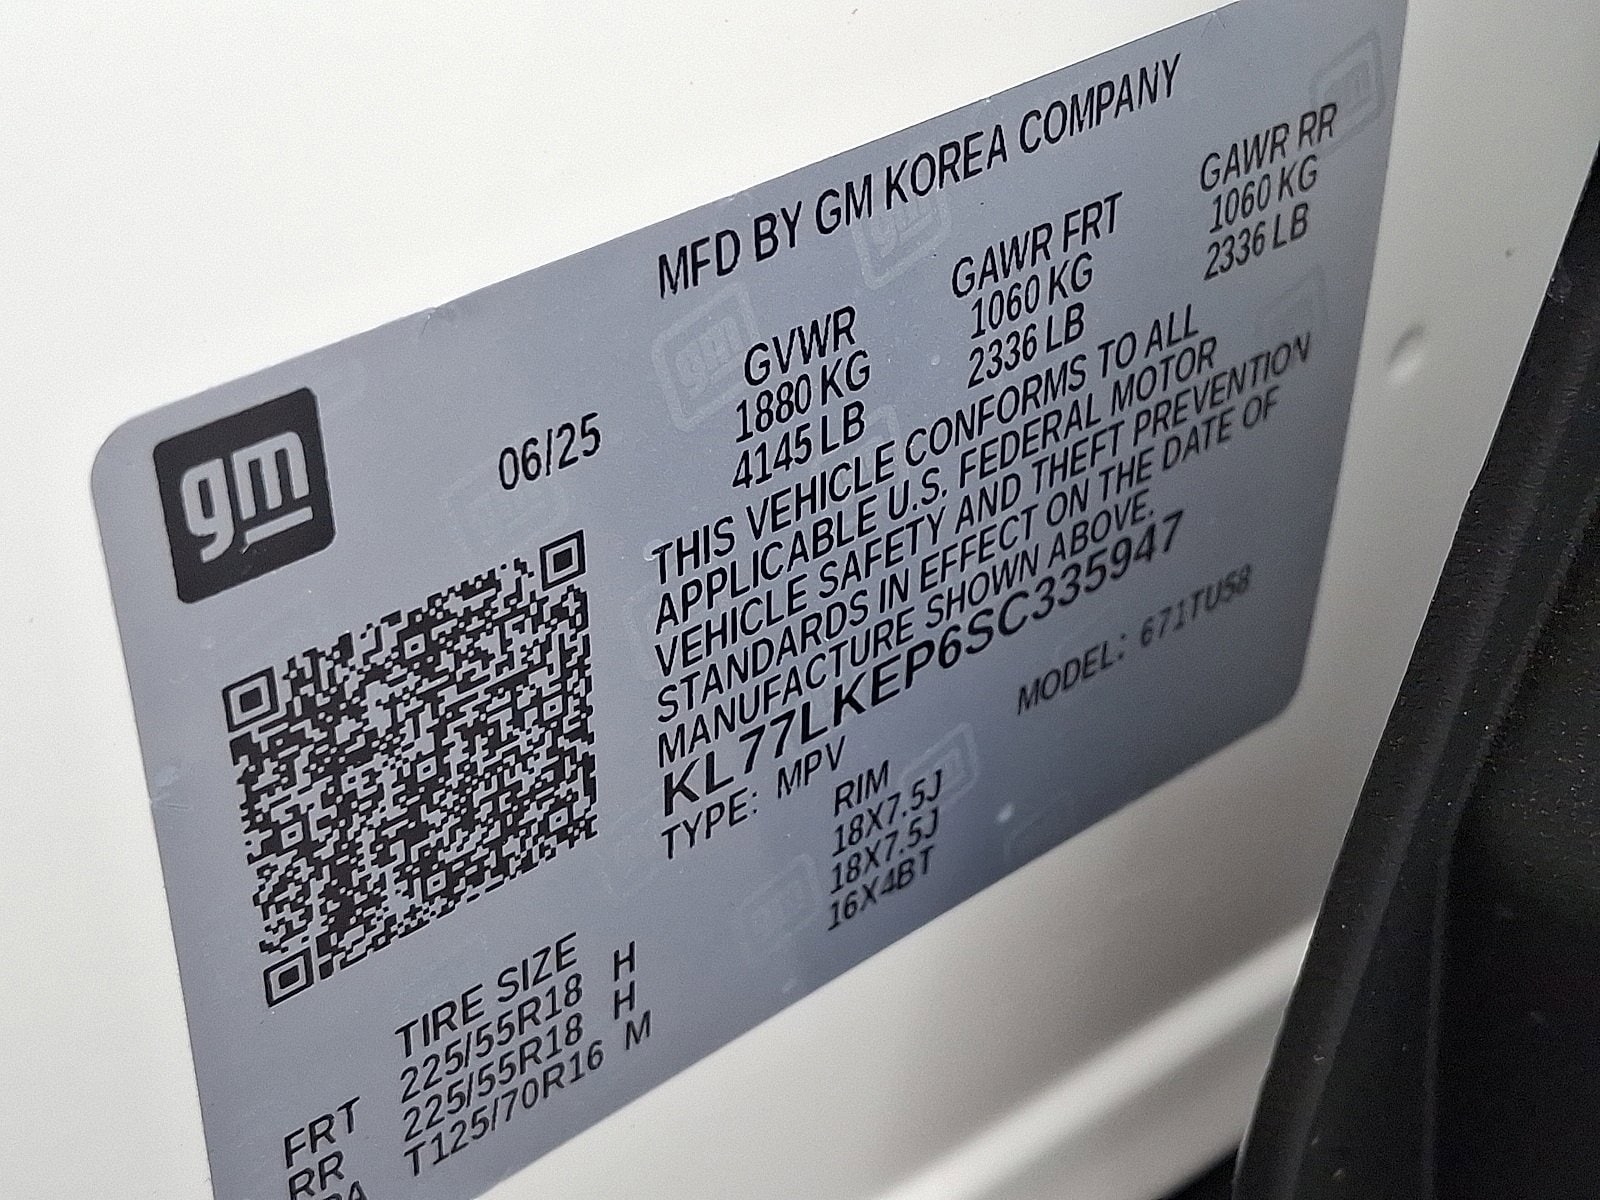 MFD BY GM KOREA COMPANY
gm
06/25 GVWR GAWR FRT GAWR RR
1880 KG 1060 KG 1060 KG
4145 LB 2336 LB 2336 LB
THIS VEHICLE CONFORMS TO ALL
APPLICABLE U.S. FEDERAL MOTOR
VEHICLE SAFETY AND THEFT PREVENTION
STANDARDS IN EFFECT ON THE DATE OF
MANUFACTURE SHOWN ABOVE.
KL77LKEP6SC335947
TYPE: MPV MODEL: 671TU58
TIRE SIZE RIM
FRT 225/55R18 H 18X7.5J
RR 225/55R18 H 18X7.5J
T125/70R16 M 16X4BT